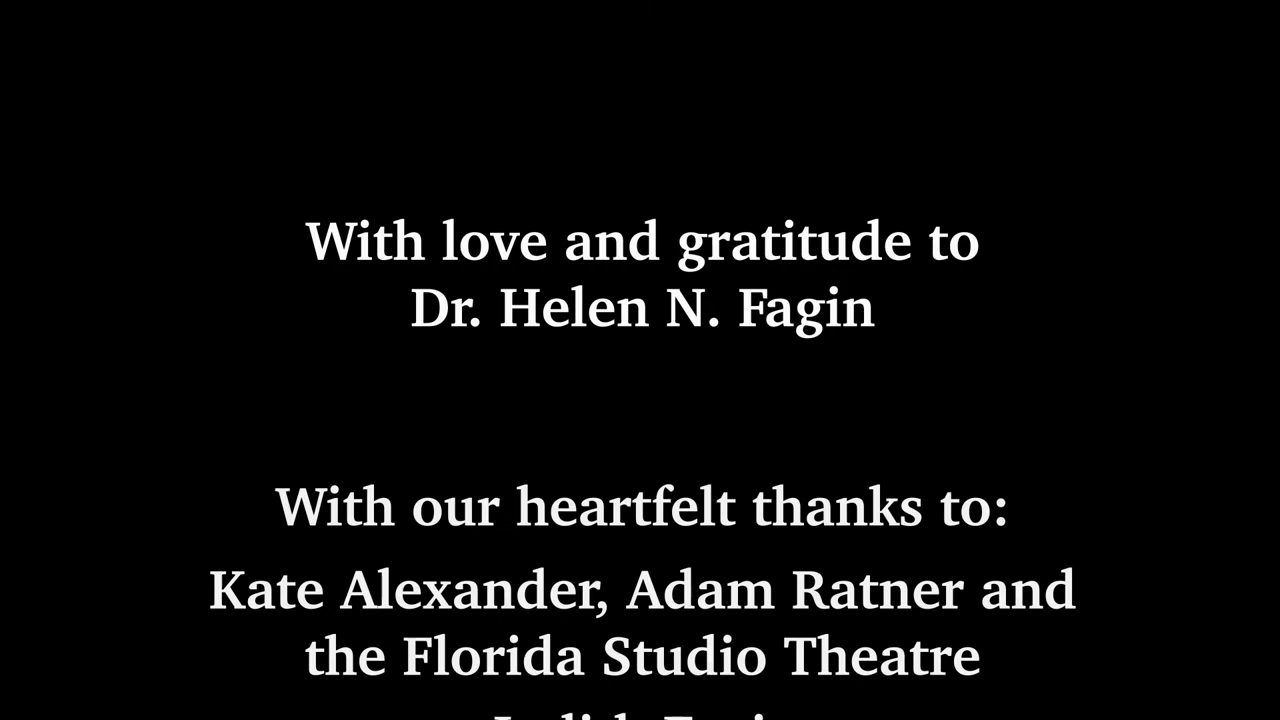 With love and gratitude to
Dr. Helen N. Fagin
With our heartfelt thanks to:
Kate Alexander, Adam Ratner and
the Florida Studio Theatre